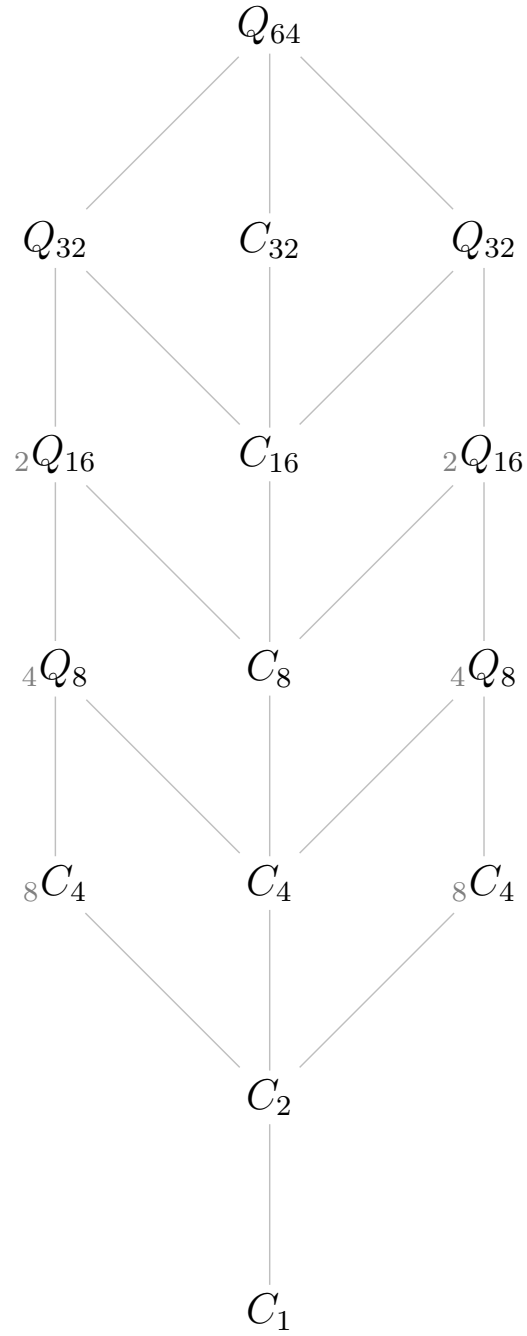 Q₆₄
Q₃₂ C₃₂ Q₃₂
₂Q₁₆ C₁₆ ₂Q₁₆
₄Q₈ C₈ ₄Q₈
₈C₄ C₄ ₈C₄
C₂
C₁